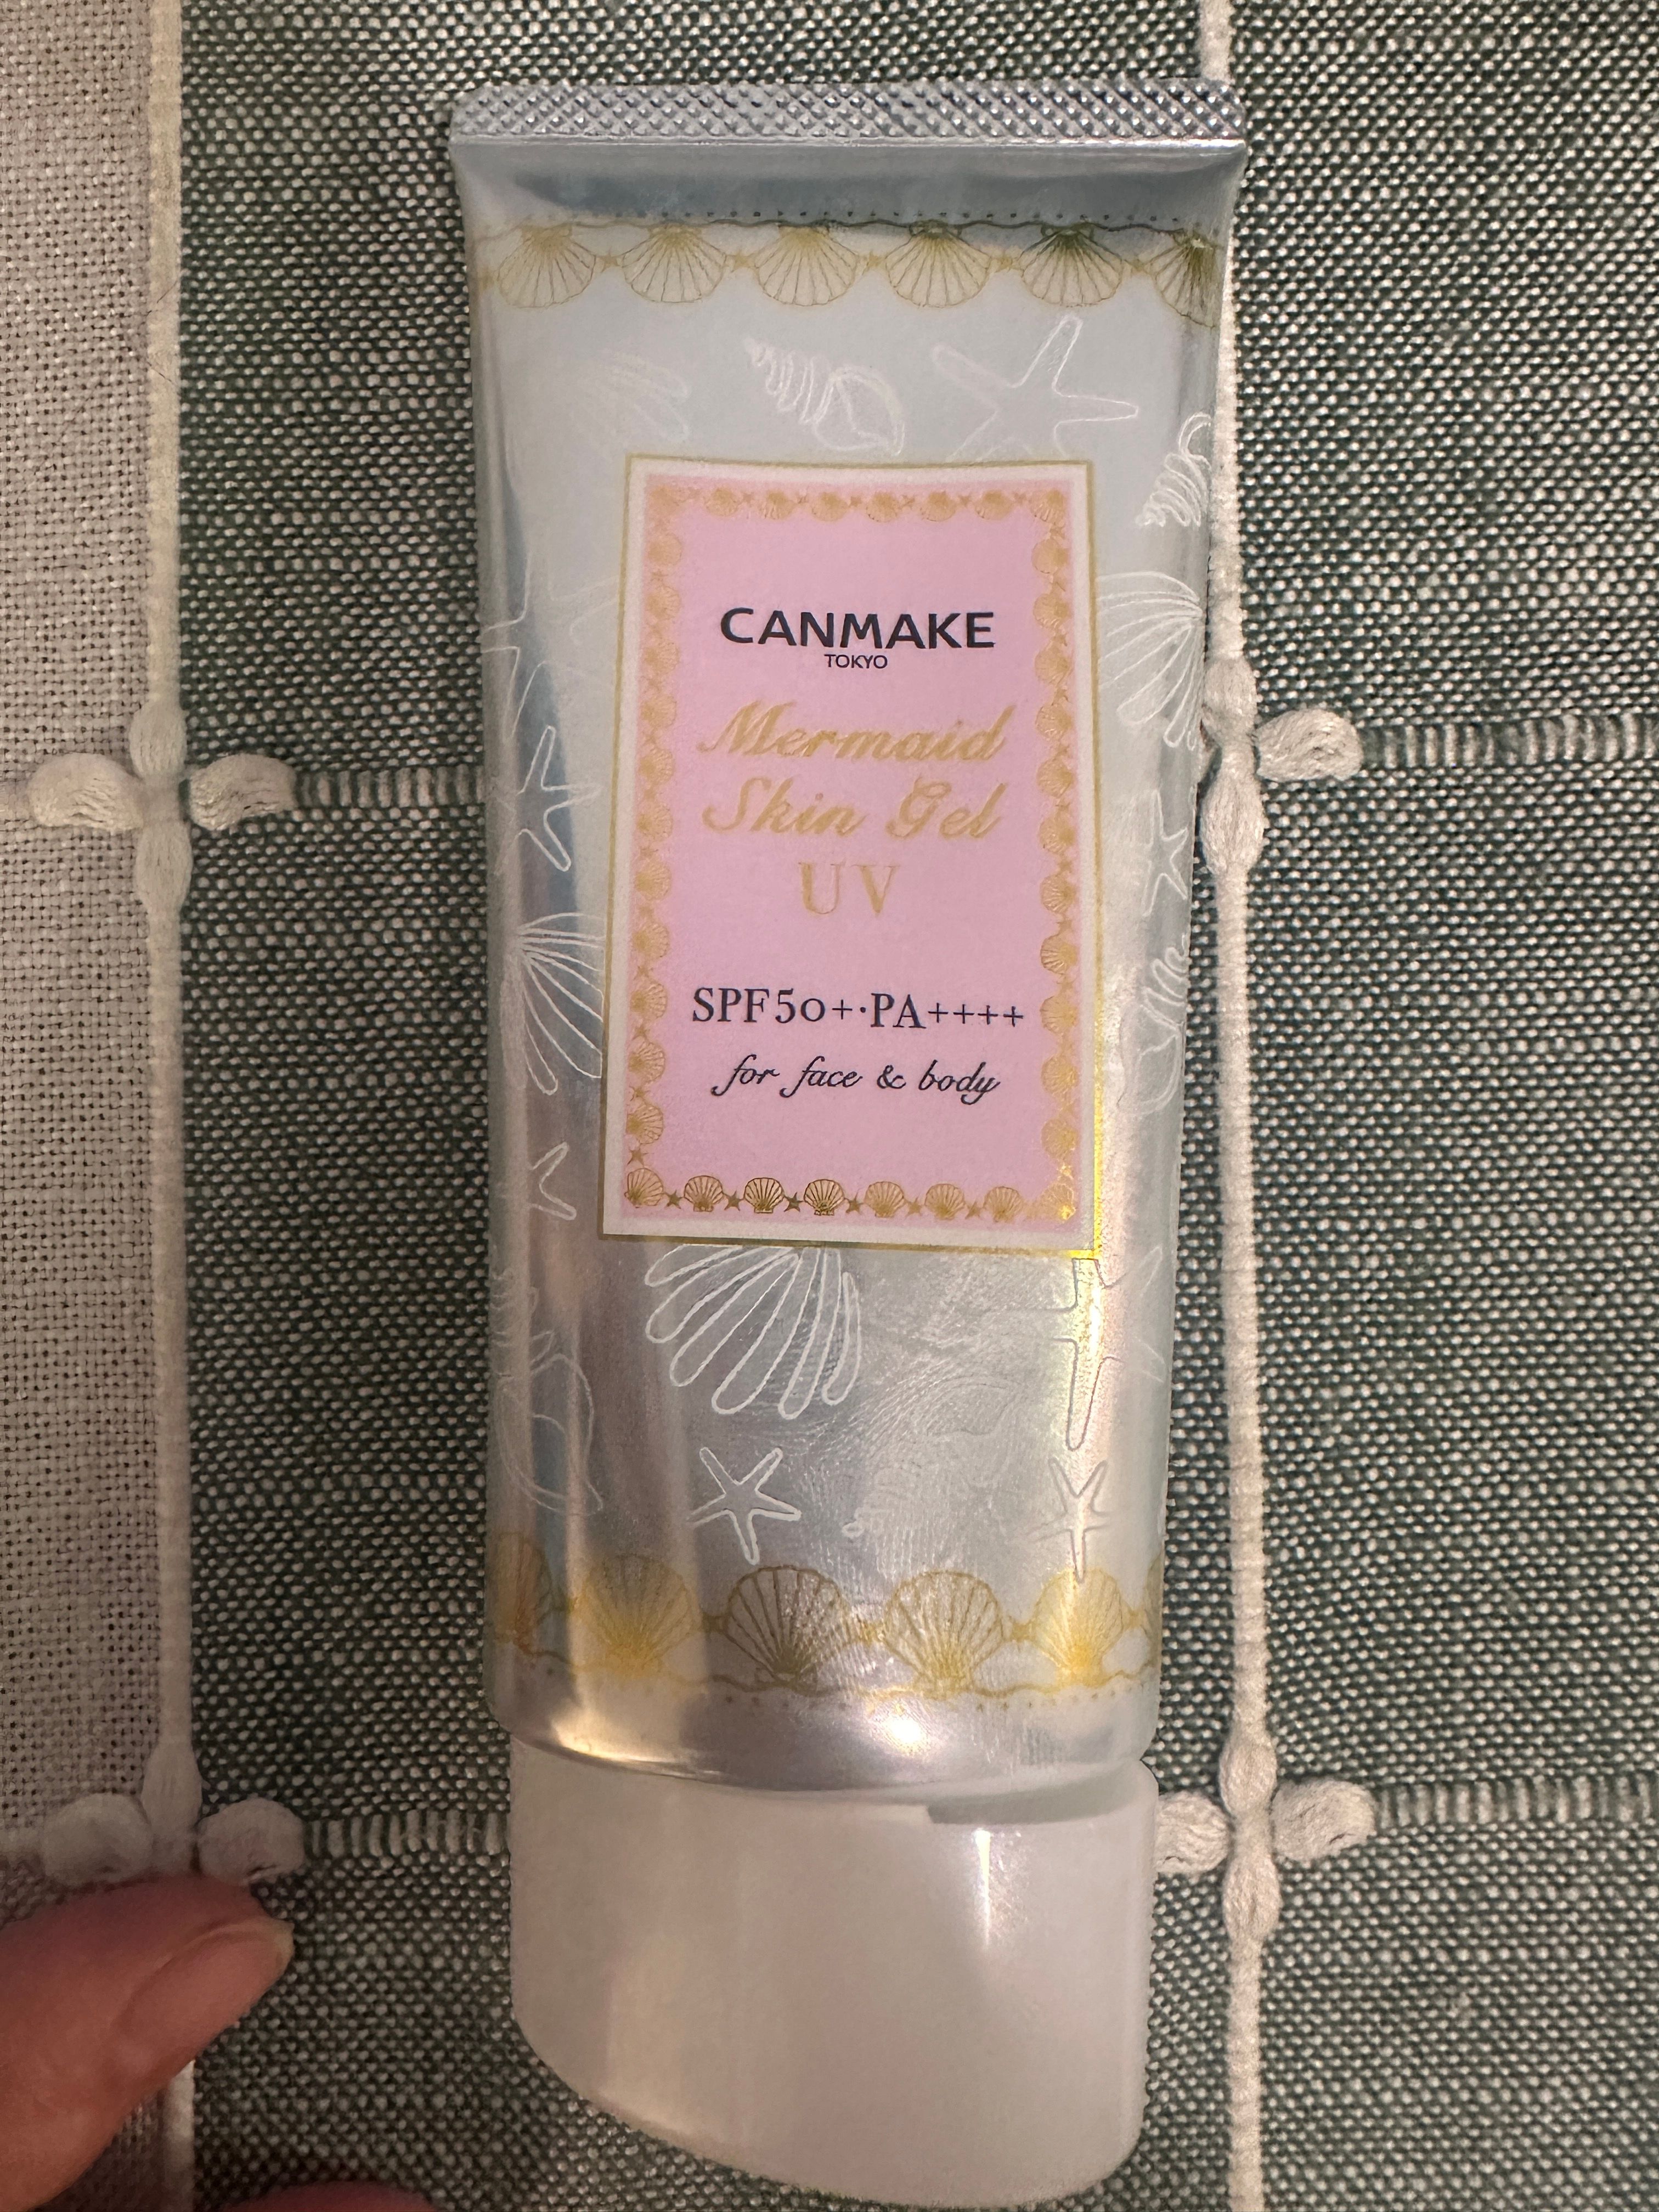 CANMAKE
TOKYO
Mermaid
Skin Gel
UV
SPF50+·PA++++
for face & body